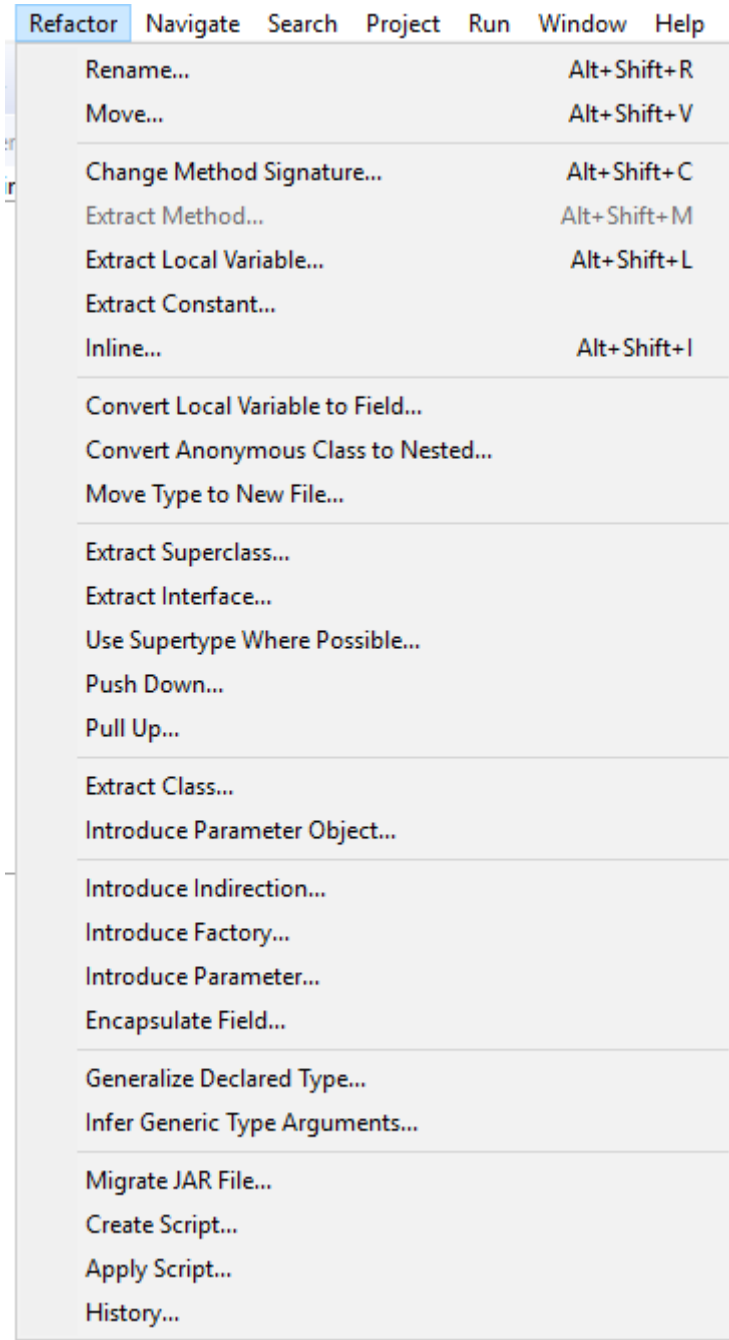 Refactor Navigate Search Project Run Window Help
Rename... Alt+Shift+R
Move... Alt+Shift+V
Change Method Signature... Alt+Shift+C
Extract Method... Alt+Shift+M
Extract Local Variable... Alt+Shift+L
Extract Constant...
Inline... Alt+Shift+I
Convert Local Variable to Field...
Convert Anonymous Class to Nested...
Move Type to New File...
Extract Superclass...
Extract Interface...
Use Supertype Where Possible...
Push Down...
Pull Up...
Extract Class...
Introduce Parameter Object...
Introduce Indirection...
Introduce Factory...
Introduce Parameter...
Encapsulate Field...
Generalize Declared Type...
Infer Generic Type Arguments...
Migrate JAR File...
Create Script...
Apply Script...
History...